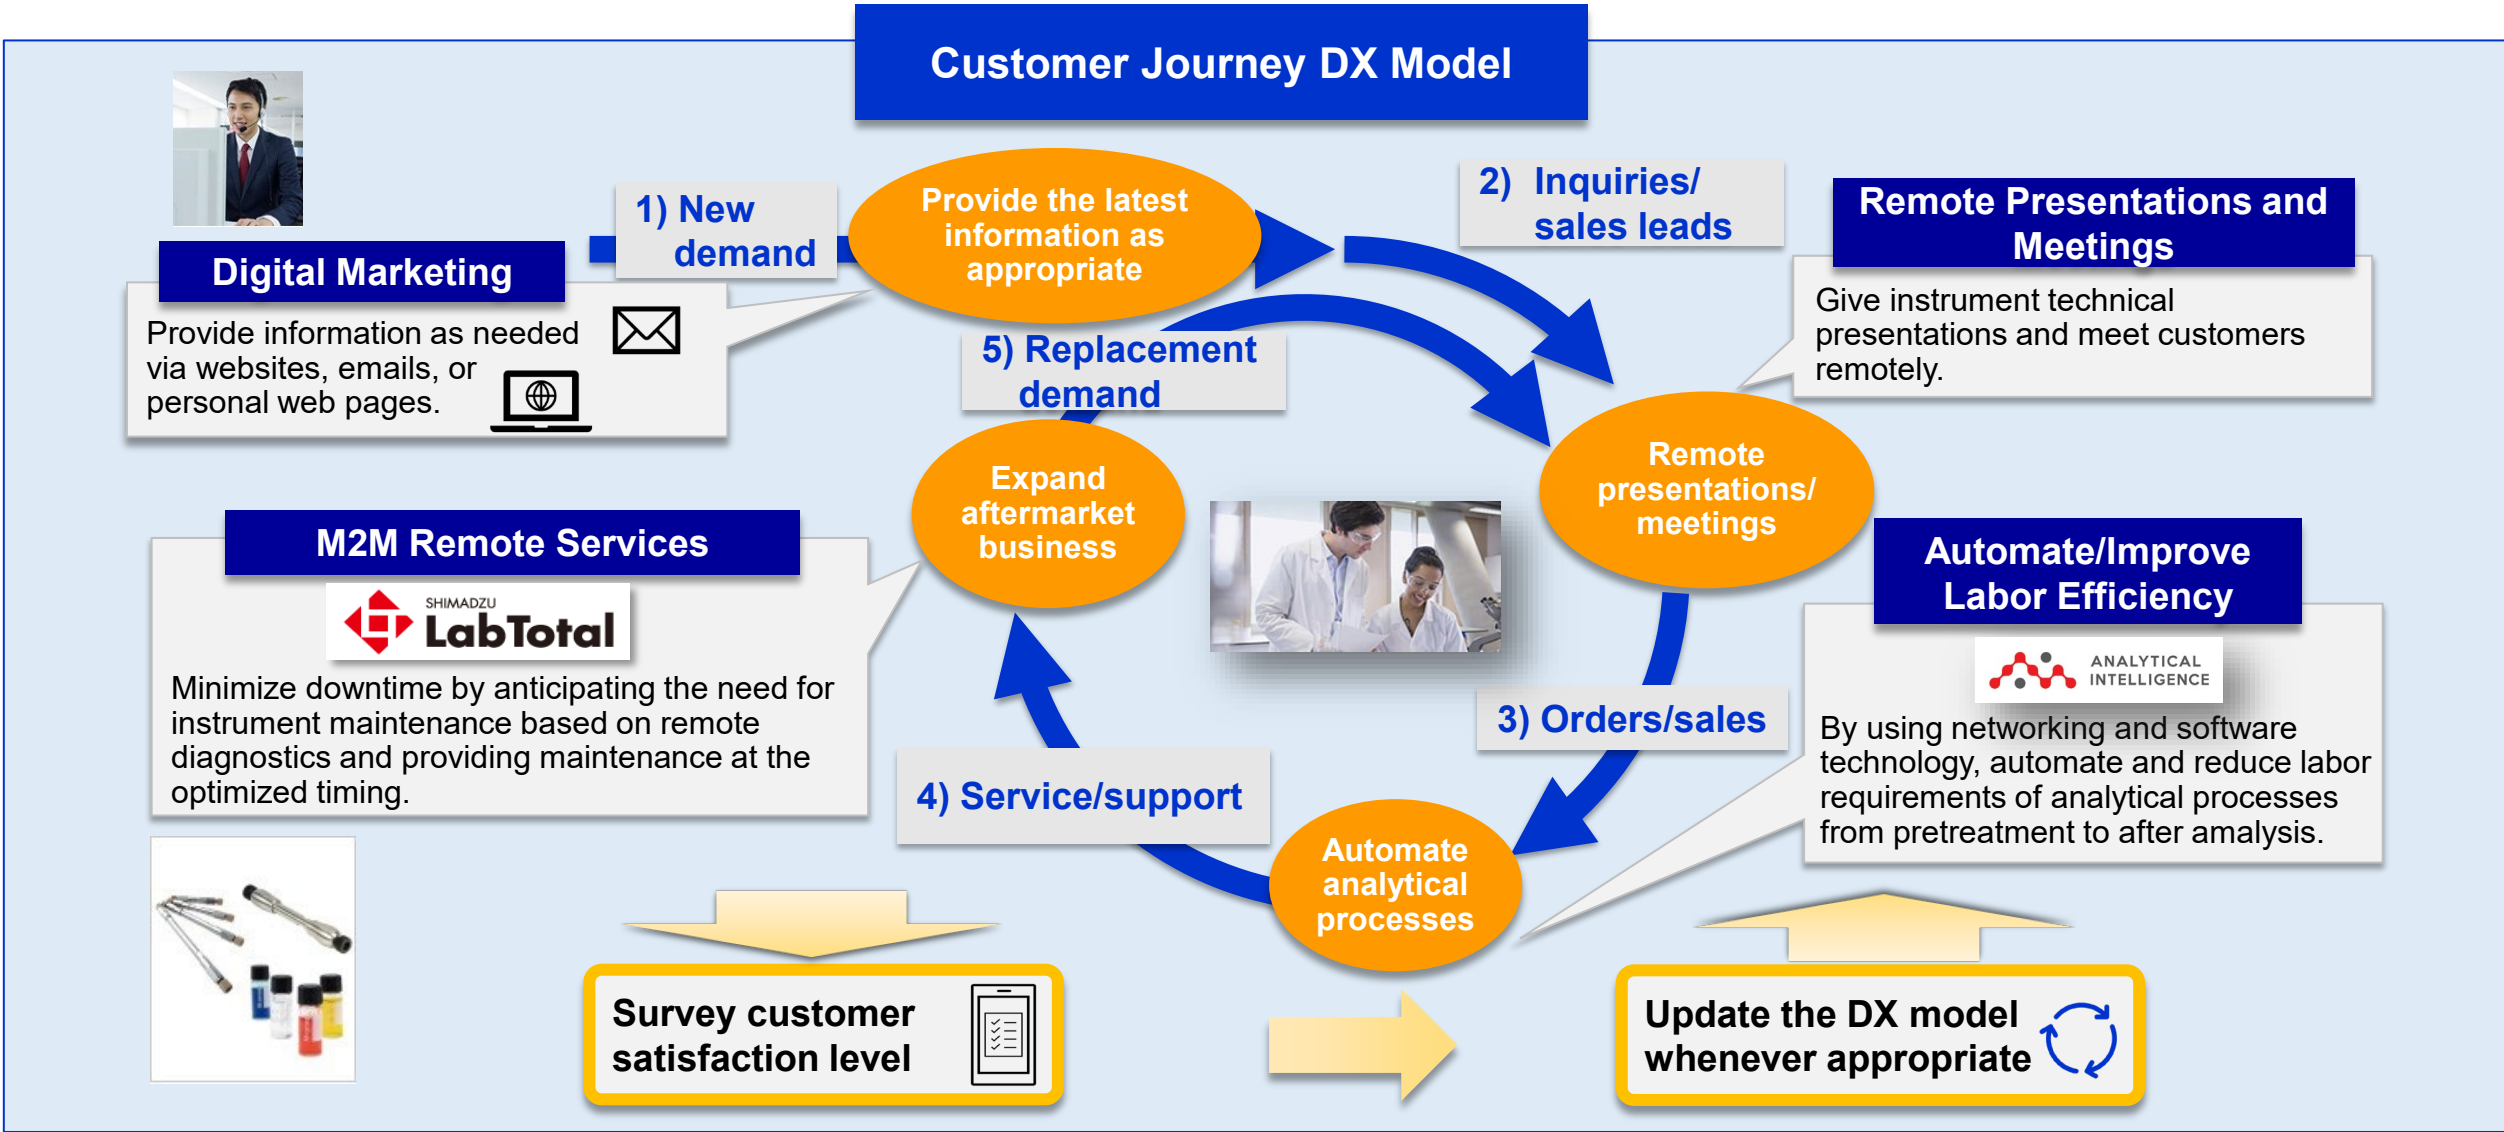 Customer Journey DX Model
1) New
demand
Provide the latest
information as
appropriate
2) Inquiries/
sales leads
Remote Presentations and
Meetings
Give instrument technical
presentations and meet customers
remotely.
Digital Marketing
Provide information as needed
via websites, emails, or
personal web pages.
5) Replacement
demand
Expand
aftermarket
business
Remote
presentations/
meetings
M2M Remote Services
SHIMADZU
LabTotal
Minimize downtime by anticipating the need for
instrument maintenance based on remote
diagnostics and providing maintenance at the
optimized timing.
Automate/Improve
Labor Efficiency
ANALYTICAL
INTELLIGENCE
By using networking and software
technology, automate and reduce labor
requirements of analytical processes
from pretreatment to after amalysis.
3) Orders/sales
4) Service/support
Automate
analytical
processes
Survey customer
satisfaction level
Update the DX model
whenever appropriate